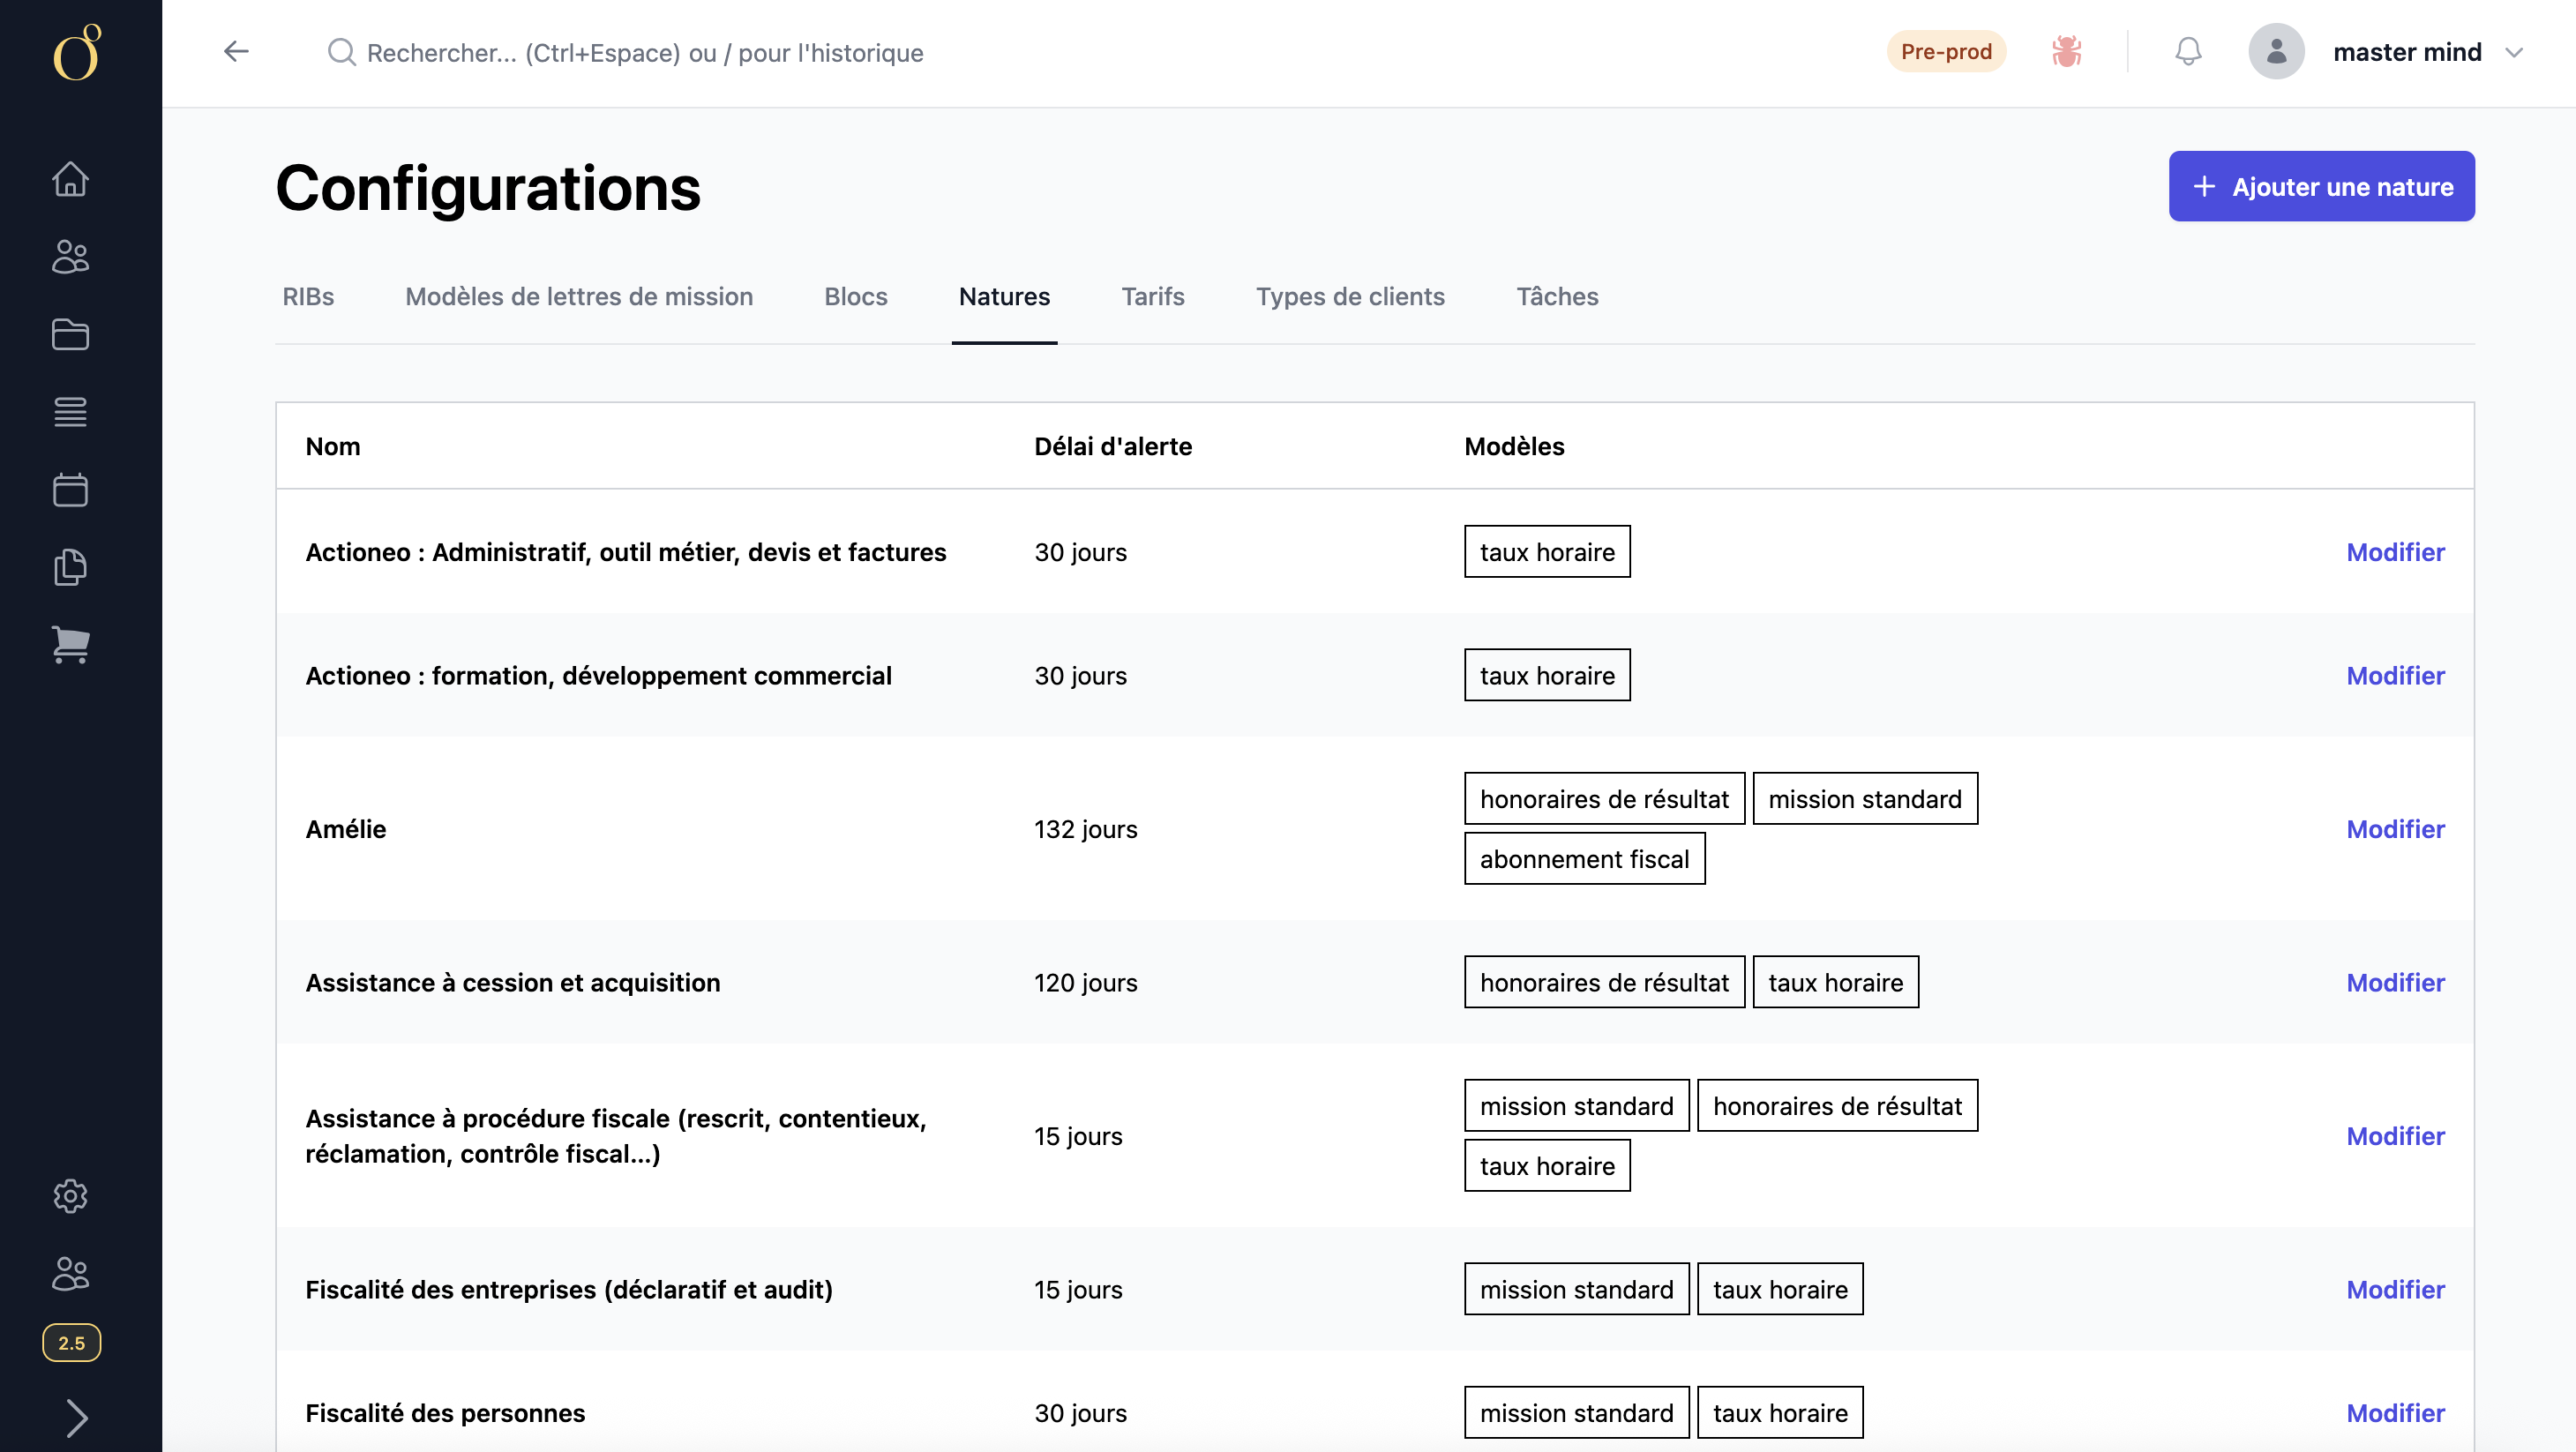 Rechercher... (Ctrl+Espace) ou / pour l'historique
Pre-prod
master mind
Configurations
Ajouter une nature
RIBs
Modèles de lettres de mission
Blocs
Natures
Tarifs
Types de clients
Tâches
Nom
Délai d'alerte
Modèles
Actioneo : Administratif, outil métier, devis et factures
30 jours
taux horaire
Modifier
Actioneo : formation, développement commercial
30 jours
taux horaire
Modifier
Amélie
132 jours
honoraires de résultat
mission standard
abonnement fiscal
Modifier
Assistance à cession et acquisition
120 jours
honoraires de résultat
taux horaire
Modifier
Assistance à procédure fiscale (rescrit, contentieux,
réclamation, contrôle fiscal...)
15 jours
mission standard
honoraires de résultat
taux horaire
Modifier
Fiscalité des entreprises (déclaratif et audit)
15 jours
mission standard
taux horaire
Modifier
Fiscalité des personnes
30 jours
mission standard
taux horaire
Modifier
2.5